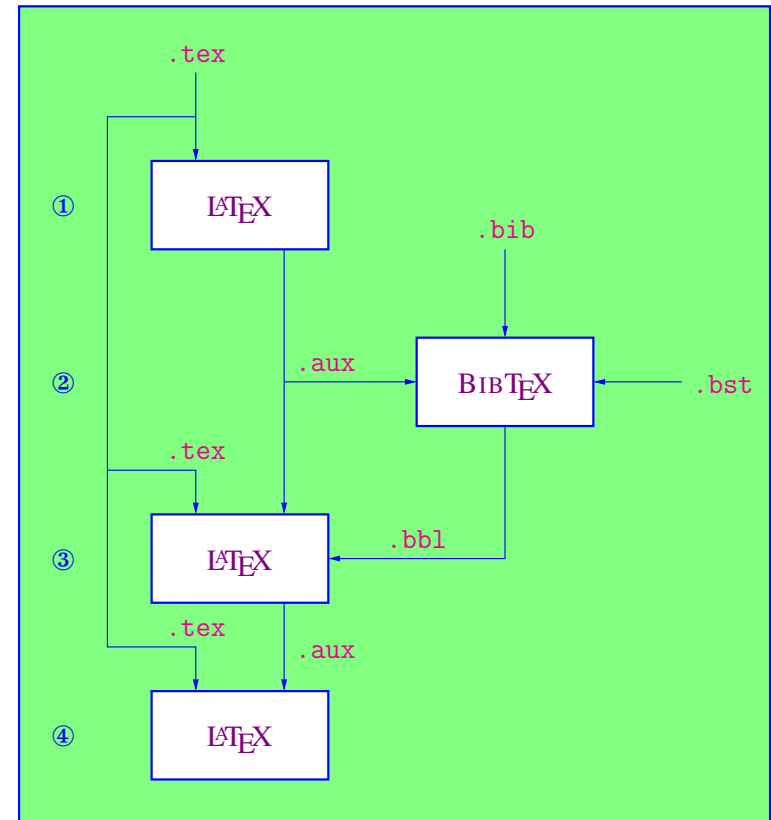 .tex
① LATEX
.bib
.aux
② BIBTEX .bst
.tex
.bbl
③ LATEX
.tex
.aux
④ LATEX